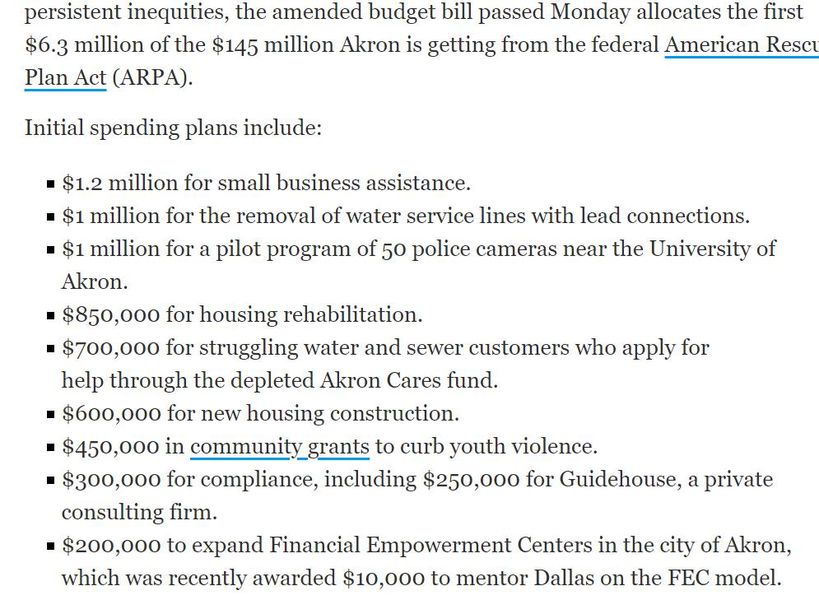 persistent inequities, the amended budget bill passed Monday allocates the first
$6.3 million of the $145 million Akron is getting from the federal American Rescu
Plan Act (ARPA).
Initial spending plans include:
▪ $1.2 million for small business assistance.
▪ $1 million for the removal of water service lines with lead connections.
▪ $1 million for a pilot program of 50 police cameras near the University of
Akron.
▪ $850,000 for housing rehabilitation.
▪ $700,000 for struggling water and sewer customers who apply for
help through the depleted Akron Cares fund.
▪ $600,000 for new housing construction.
▪ $450,000 in community grants to curb youth violence.
▪ $300,000 for compliance, including $250,000 for Guidehouse, a private
consulting firm.
▪ $200,000 to expand Financial Empowerment Centers in the city of Akron,
which was recently awarded $10,000 to mentor Dallas on the FEC model.